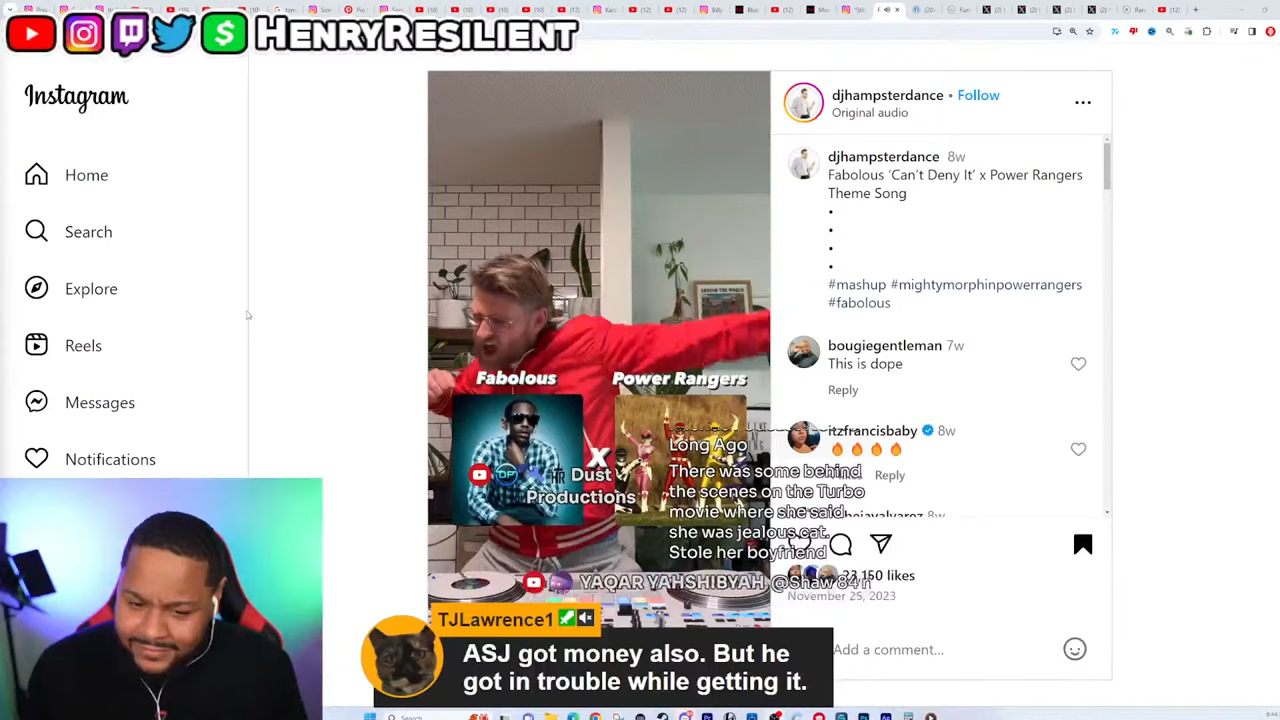 HENRYRESILIENT
Instagram
Home
Search
Explore
Reels
Messages
Notifications
djhampsterdance • Follow
Original audio
djhampsterdance 8w
Fabolous ‘Can’t Deny It’ x Power Rangers
Theme Song
•
•
•
•
#mashup #mightymorphinpowerrangers
#fabolous
bougiegentleman 7w
This is dope
Reply
itzfrancisbaby 8w
Reply
Fabolous
Power Rangers
X
Dust
Productions
Long Ago
There was some behind
the scenes on the Turbo
movie where she said
she was jealous cat.
Stole her boyfriend
YAQAR YAHSHIBYAH @Shaw 84
150 likes
November 25, 2023
Add a comment...
TJLawrence1
ASJ got money also. But he
got in trouble while getting it.
Search